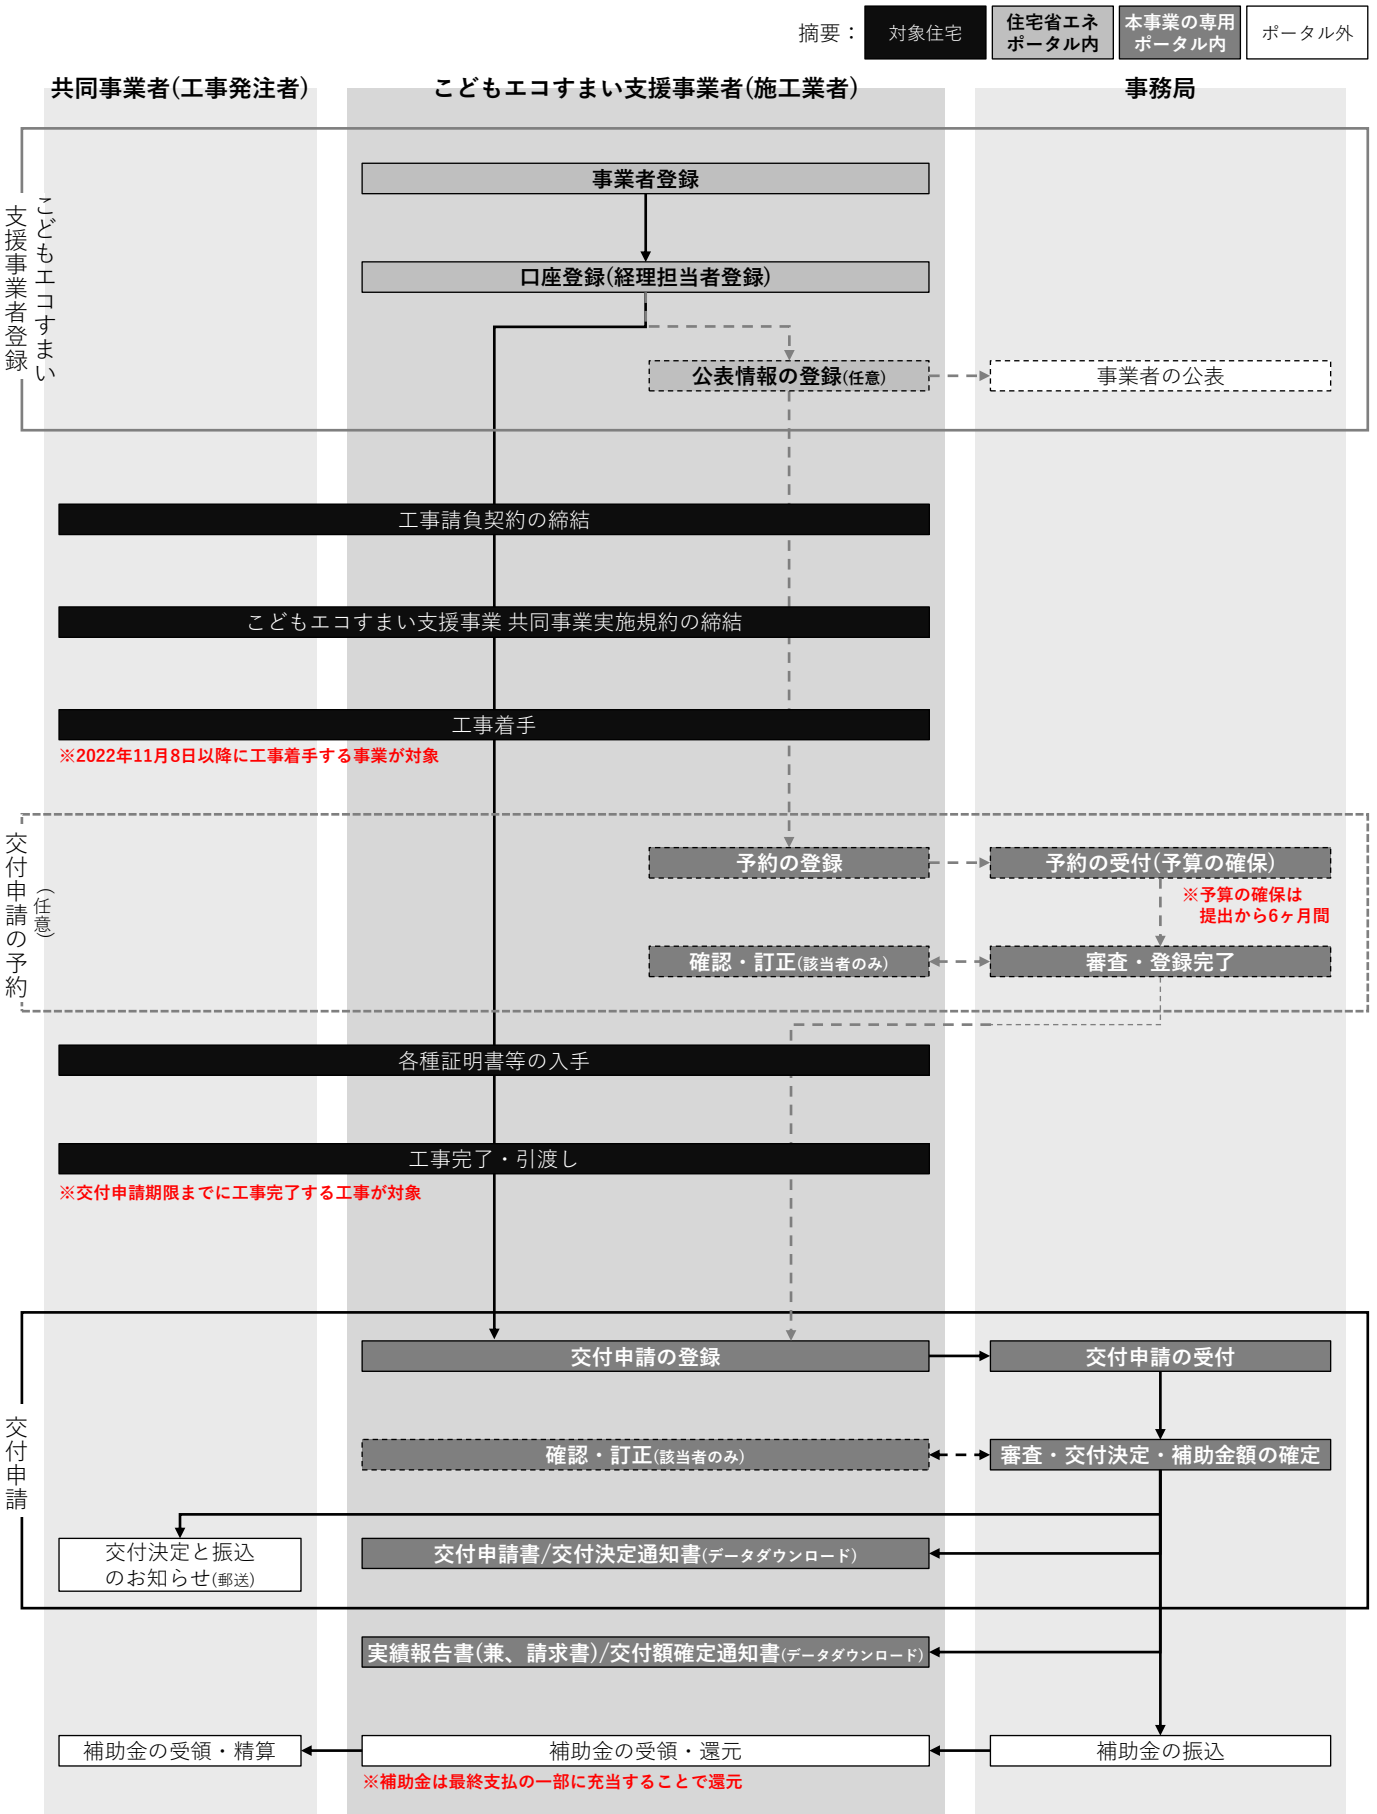 摘要：
対象住宅
住宅省エネ
ポータル内
本事業の専用
ポータル内
ポータル外
共同事業者(工事発注者)
こどもエコすまい支援事業者(施工業者)
事務局
こどもエコすまい
支援事業者登録
事業者登録
口座登録(経理担当者登録)
公表情報の登録(任意)
事業者の公表
工事請負契約の締結
こどもエコすまい支援事業 共同事業実施規約の締結
工事着手
※2022年11月8日以降に工事着手する事業が対象
交付申請の予約
(任意)
予約の登録
予約の受付(予算の確保)
※予算の確保は
提出から6ヶ月間
確認・訂正(該当者のみ)
審査・登録完了
各種証明書等の入手
工事完了・引渡し
※交付申請期限までに工事完了する工事が対象
交付申請
交付申請の登録
交付申請の受付
確認・訂正(該当者のみ)
審査・交付決定・補助金額の確定
交付決定と振込
のお知らせ(郵送)
交付申請書/交付決定通知書(データダウンロード)
実績報告書(兼、請求書)/交付額確定通知書(データダウンロード)
補助金の受領・精算
補助金の受領・還元
補助金の振込
※補助金は最終支払の一部に充当することで還元